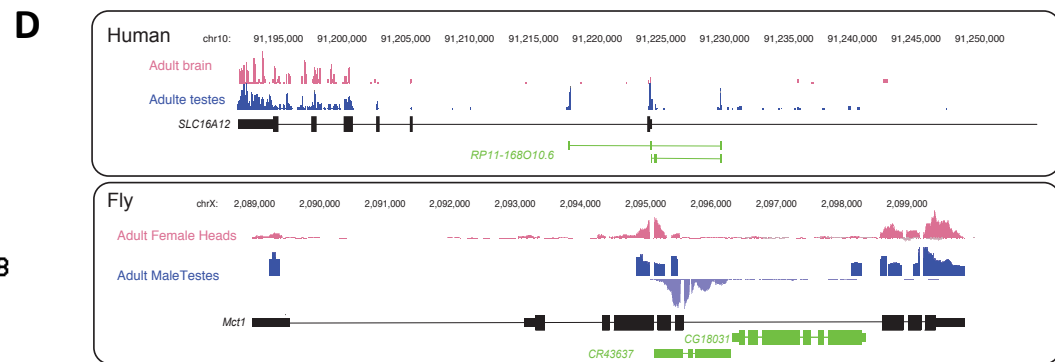 D
Human chr10: 91,195,000 91,200,000 91,205,000 91,210,000 91,215,000 91,220,000 91,225,000 91,230,000 91,235,000 91,240,000 91,245,000 91,250,000
Adult brain
Adulte testes
SLC16A12
RP11-168O10.6
Fly chrX: 2,089,000 2,090,000 2,091,000 2,092,000 2,093,000 2,094,000 2,095,000 2,096,000 2,097,000 2,098,000 2,099,000
Adult Female Heads
Adult MaleTestes
Mct1
CG18031
CR43637